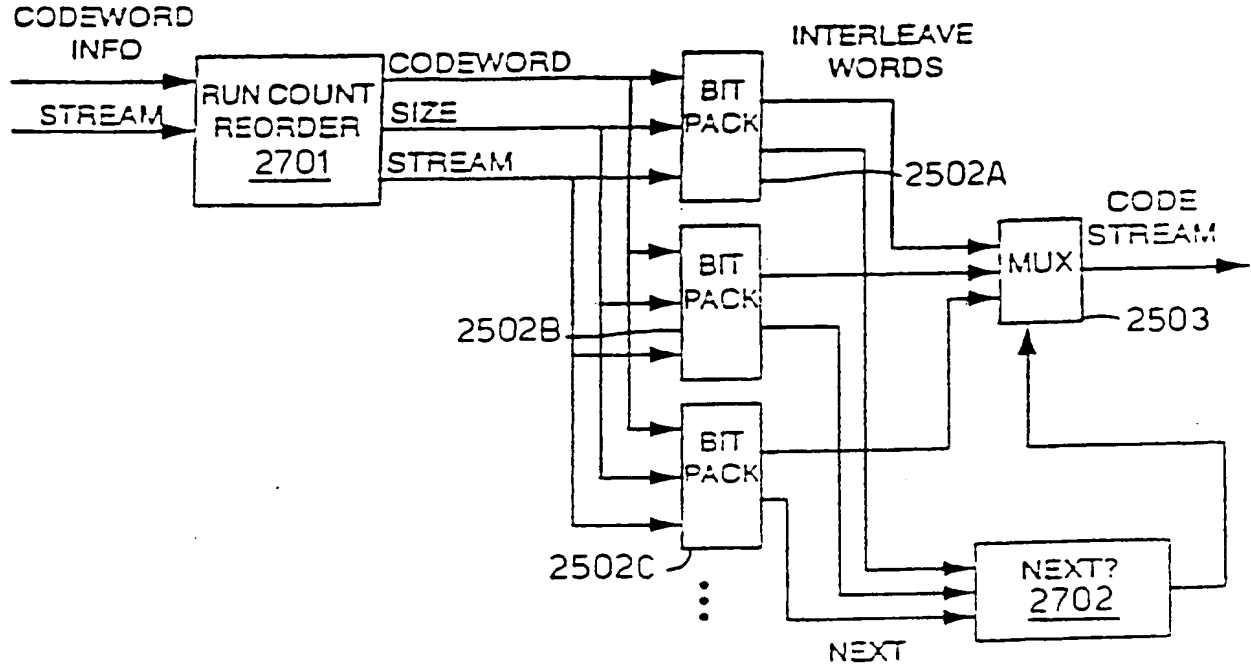 CODEWORD
INFO
STREAM
RUN COUNT
REORDER
2701
CODEWORD
SIZE
STREAM
BIT
PACK
INTERLEAVE
WORDS
2502A
BIT
PACK
2502B
BIT
PACK
2502C
CODE
STREAM
MUX
2503
NEXT?
2702
NEXT